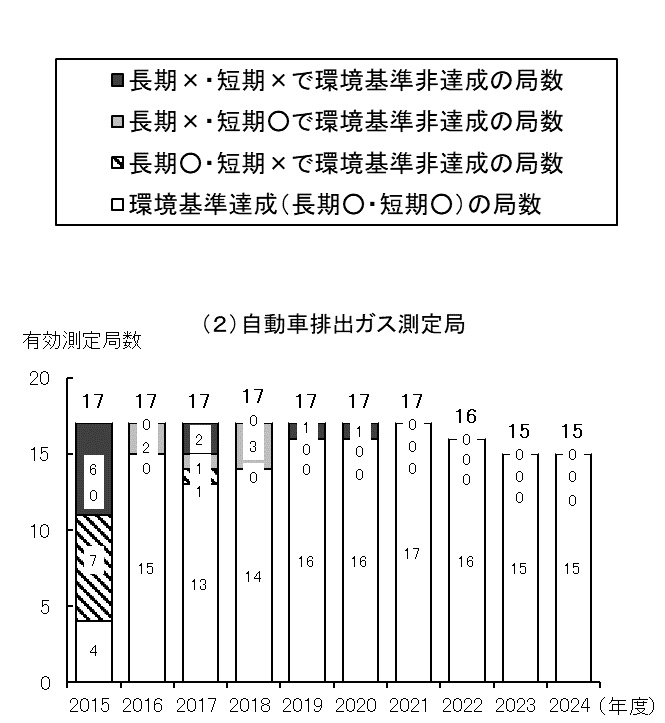 ■長期×・短期×で環境基準非達成の局数
長期×・短期〇で環境基準非達成の局数
長期〇・短期×で環境基準非達成の局数
□環境基準達成（長期〇・短期〇）の局数
（２）自動車排出ガス測定局
有効測定局数
20
15
10
5
0
17 17 17 17 17 17 17 16 15 15
6 0 2 0 1 1 0 0 0 0
0 2 1 3 0 0 0 0 0 0
7 0 1 0 0 0 0 0 0 0
4 15 13 14 16 16 17 16 15 15
2015 2016 2017 2018 2019 2020 2021 2022 2023 2024 （年度）